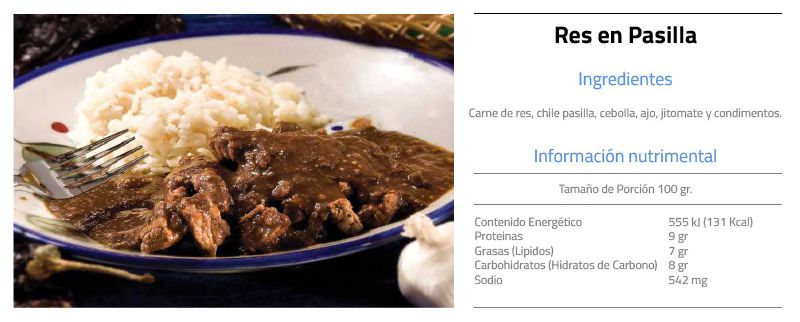 Res en Pasilla
Ingredientes
Carne de res, chile pasilla, cebolla, ajo, jitomate y condimentos.
Información nutrimental
Tamaño de Porción 100 gr.
Contenido Energético 555 kJ (131 Kcal)
Proteinas 9 gr
Grasas (Lipidos) 7 gr
Carbohidratos (Hidratos de Carbono) 8 gr
Sodio 542 mg